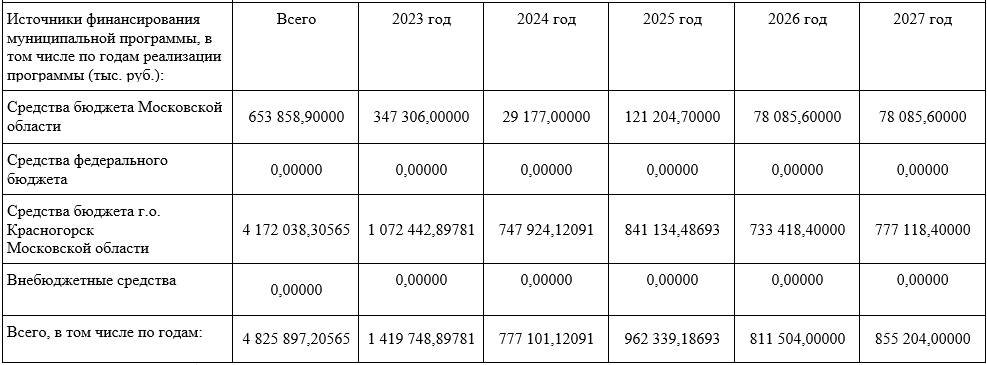 Источники финансирования муниципальной программы, в том числе по годам реализации программы (тыс. руб.): Всего 2023 год 2024 год 2025 год 2026 год 2027 год
Средства бюджета Московской области 653 858,90000 347 306,00000 29 177,00000 121 204,70000 78 085,60000 78 085,60000
Средства федерального бюджета 0,00000 0,00000 0,00000 0,00000 0,00000 0,00000
Средства бюджета г.о. Красногорск Московской области 4 172 038,30565 1 072 442,89781 747 924,12091 841 134,48693 733 418,40000 777 118,40000
Внебюджетные средства 0,00000 0,00000 0,00000 0,00000 0,00000 0,00000
Всего, в том числе по годам: 4 825 897,20565 1 419 748,89781 777 101,12091 962 339,18693 811 504,00000 855 204,00000